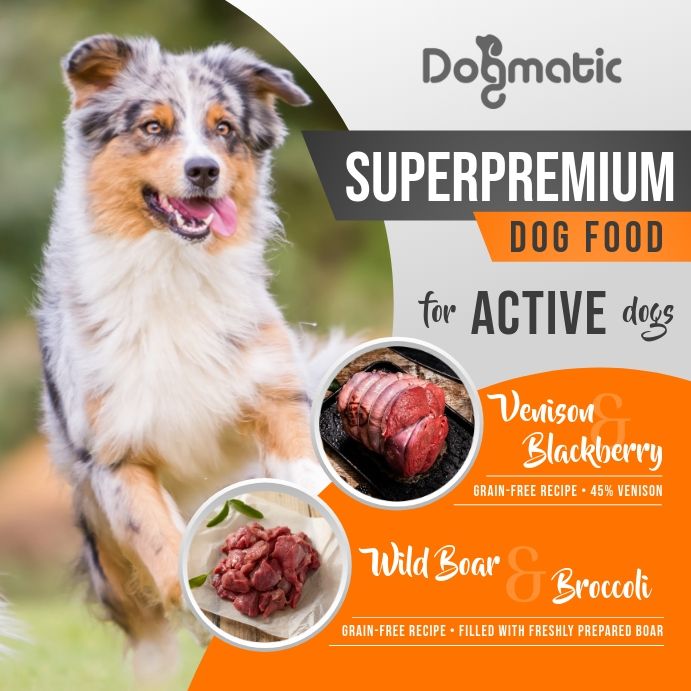 Dogmatic
SUPERPREMIUM
DOG FOOD
for ACTIVE dogs
Venison &
Blackberry
GRAIN-FREE RECIPE • 45% VENISON
Wild Boar & Broccoli
GRAIN-FREE RECIPE • FILLED WITH FRESHLY PREPARED BOAR